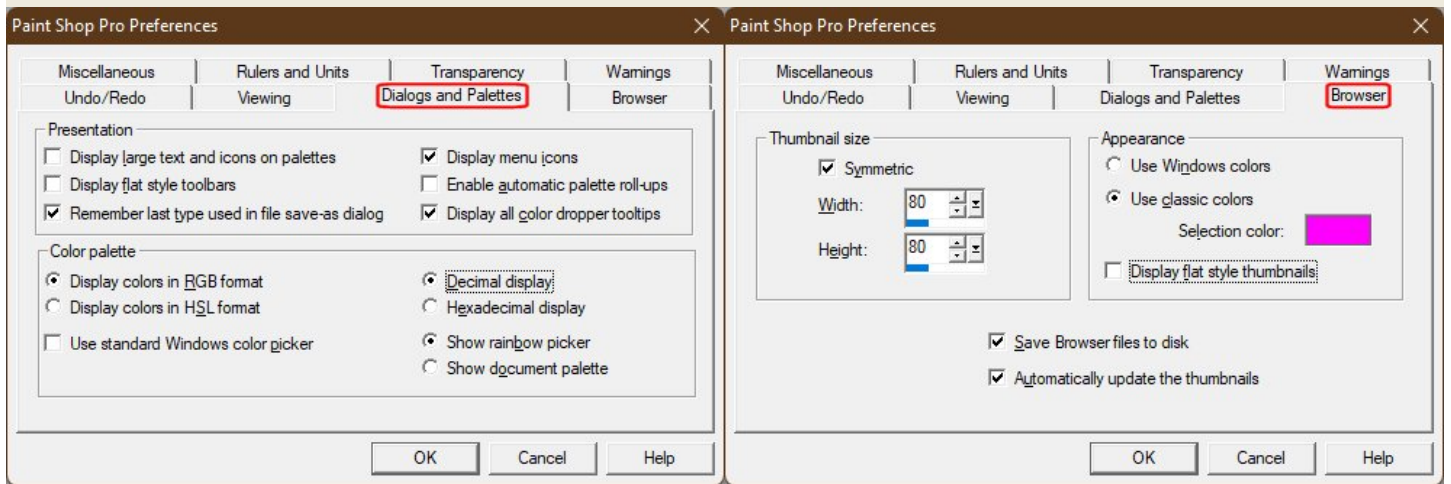 Paint Shop Pro Preferences
Miscellaneous Rulers and Units Transparency Warnings
Undo/Redo Viewing Dialogs and Palettes Browser
Presentation
Display large text and icons on palettes Display menu icons
Display flat style toolbars Enable automatic palette roll-ups
Remember last type used in file save-as dialog Display all color dropper tooltips
Color palette
Display colors in RGB format Decimal display
Display colors in HSL format Hexadecimal display
Use standard Windows color picker Show rainbow picker
Show document palette
OK Cancel Help
Paint Shop Pro Preferences
Miscellaneous Rulers and Units Transparency Warnings
Undo/Redo Viewing Dialogs and Palettes Browser
Thumbnail size
Symmetric
Width: 80
Height: 80
Appearance
Use Windows colors
Use classic colors
Selection color:
Display flat style thumbnails
Save Browser files to disk
Automatically update the thumbnails
OK Cancel Help